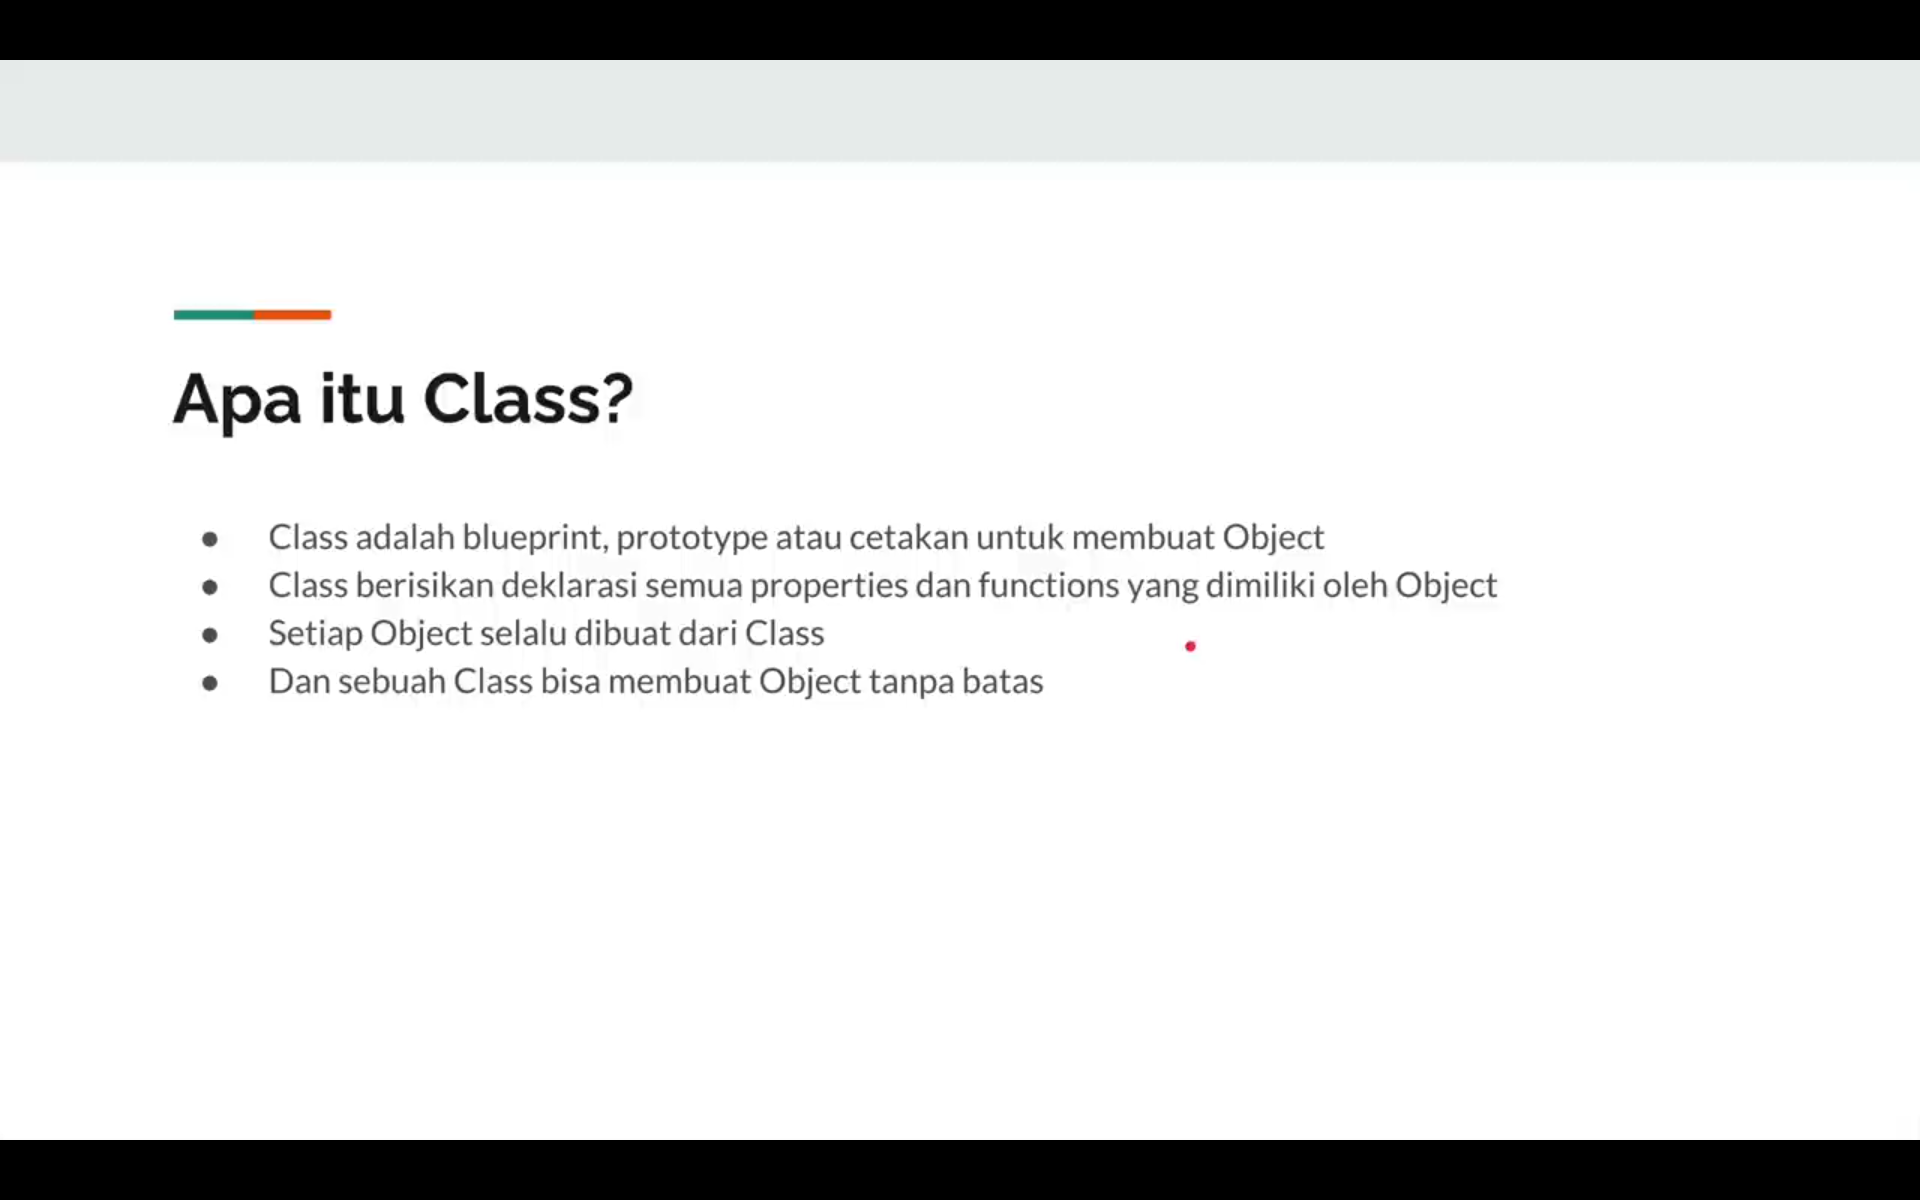 Apa itu Class?
● Class adalah blueprint, prototype atau cetakan untuk membuat Object
● Class berisikan deklarasi semua properties dan functions yang dimiliki oleh Object
● Setiap Object selalu dibuat dari Class
● Dan sebuah Class bisa membuat Object tanpa batas